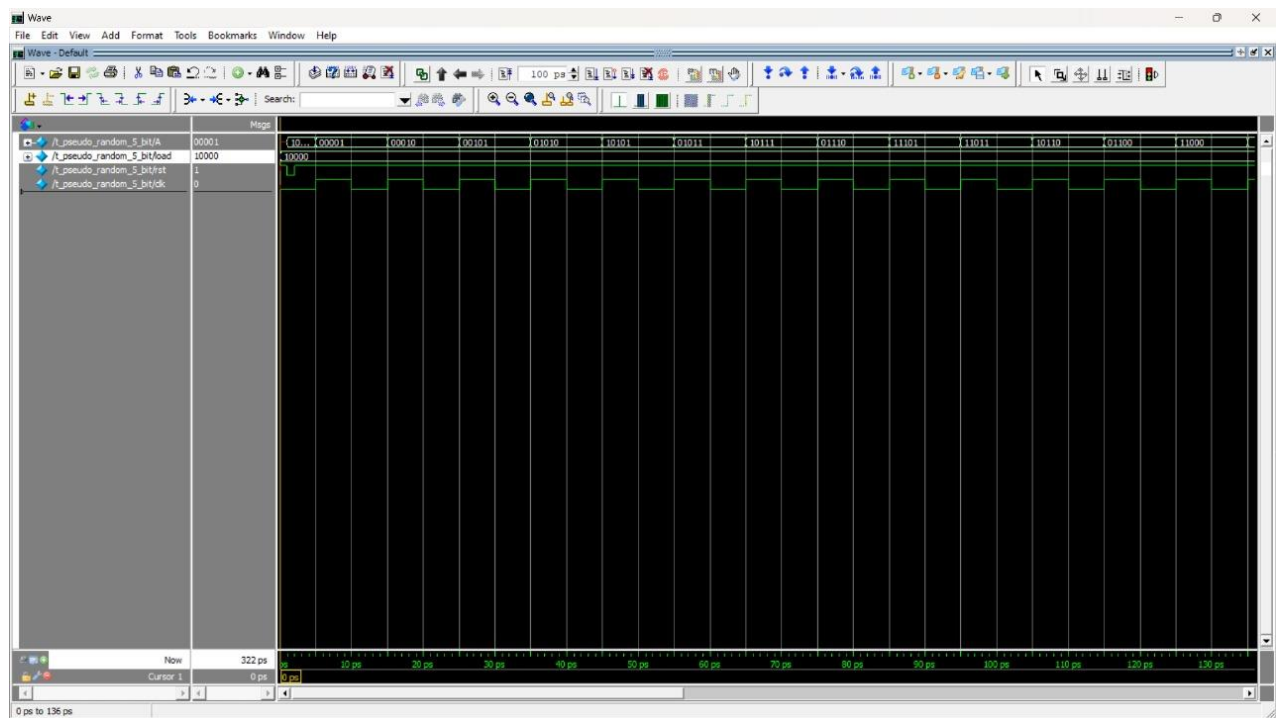 Wave
File Edit View Add Format Tools Bookmarks Window Help
Wave - Default
100 ps
Search:
Msgs
/t_pseudo_random_5_bit/A 00001 10... 00001 00010 00101 01010 10101 01011 10111 01110 11101 11011 10110 01100 11000
/t_pseudo_random_5_bit/load 10000 10000
/t_pseudo_random_5_bit/rst 1
/t_pseudo_random_5_bit/clk 0
Now 322 ps ps 10 ps 20 ps 30 ps 40 ps 50 ps 60 ps 70 ps 80 ps 90 ps 100 ps 110 ps 120 ps 130 ps
Cursor 1 0 ps 0 ps
0 ps to 136 ps